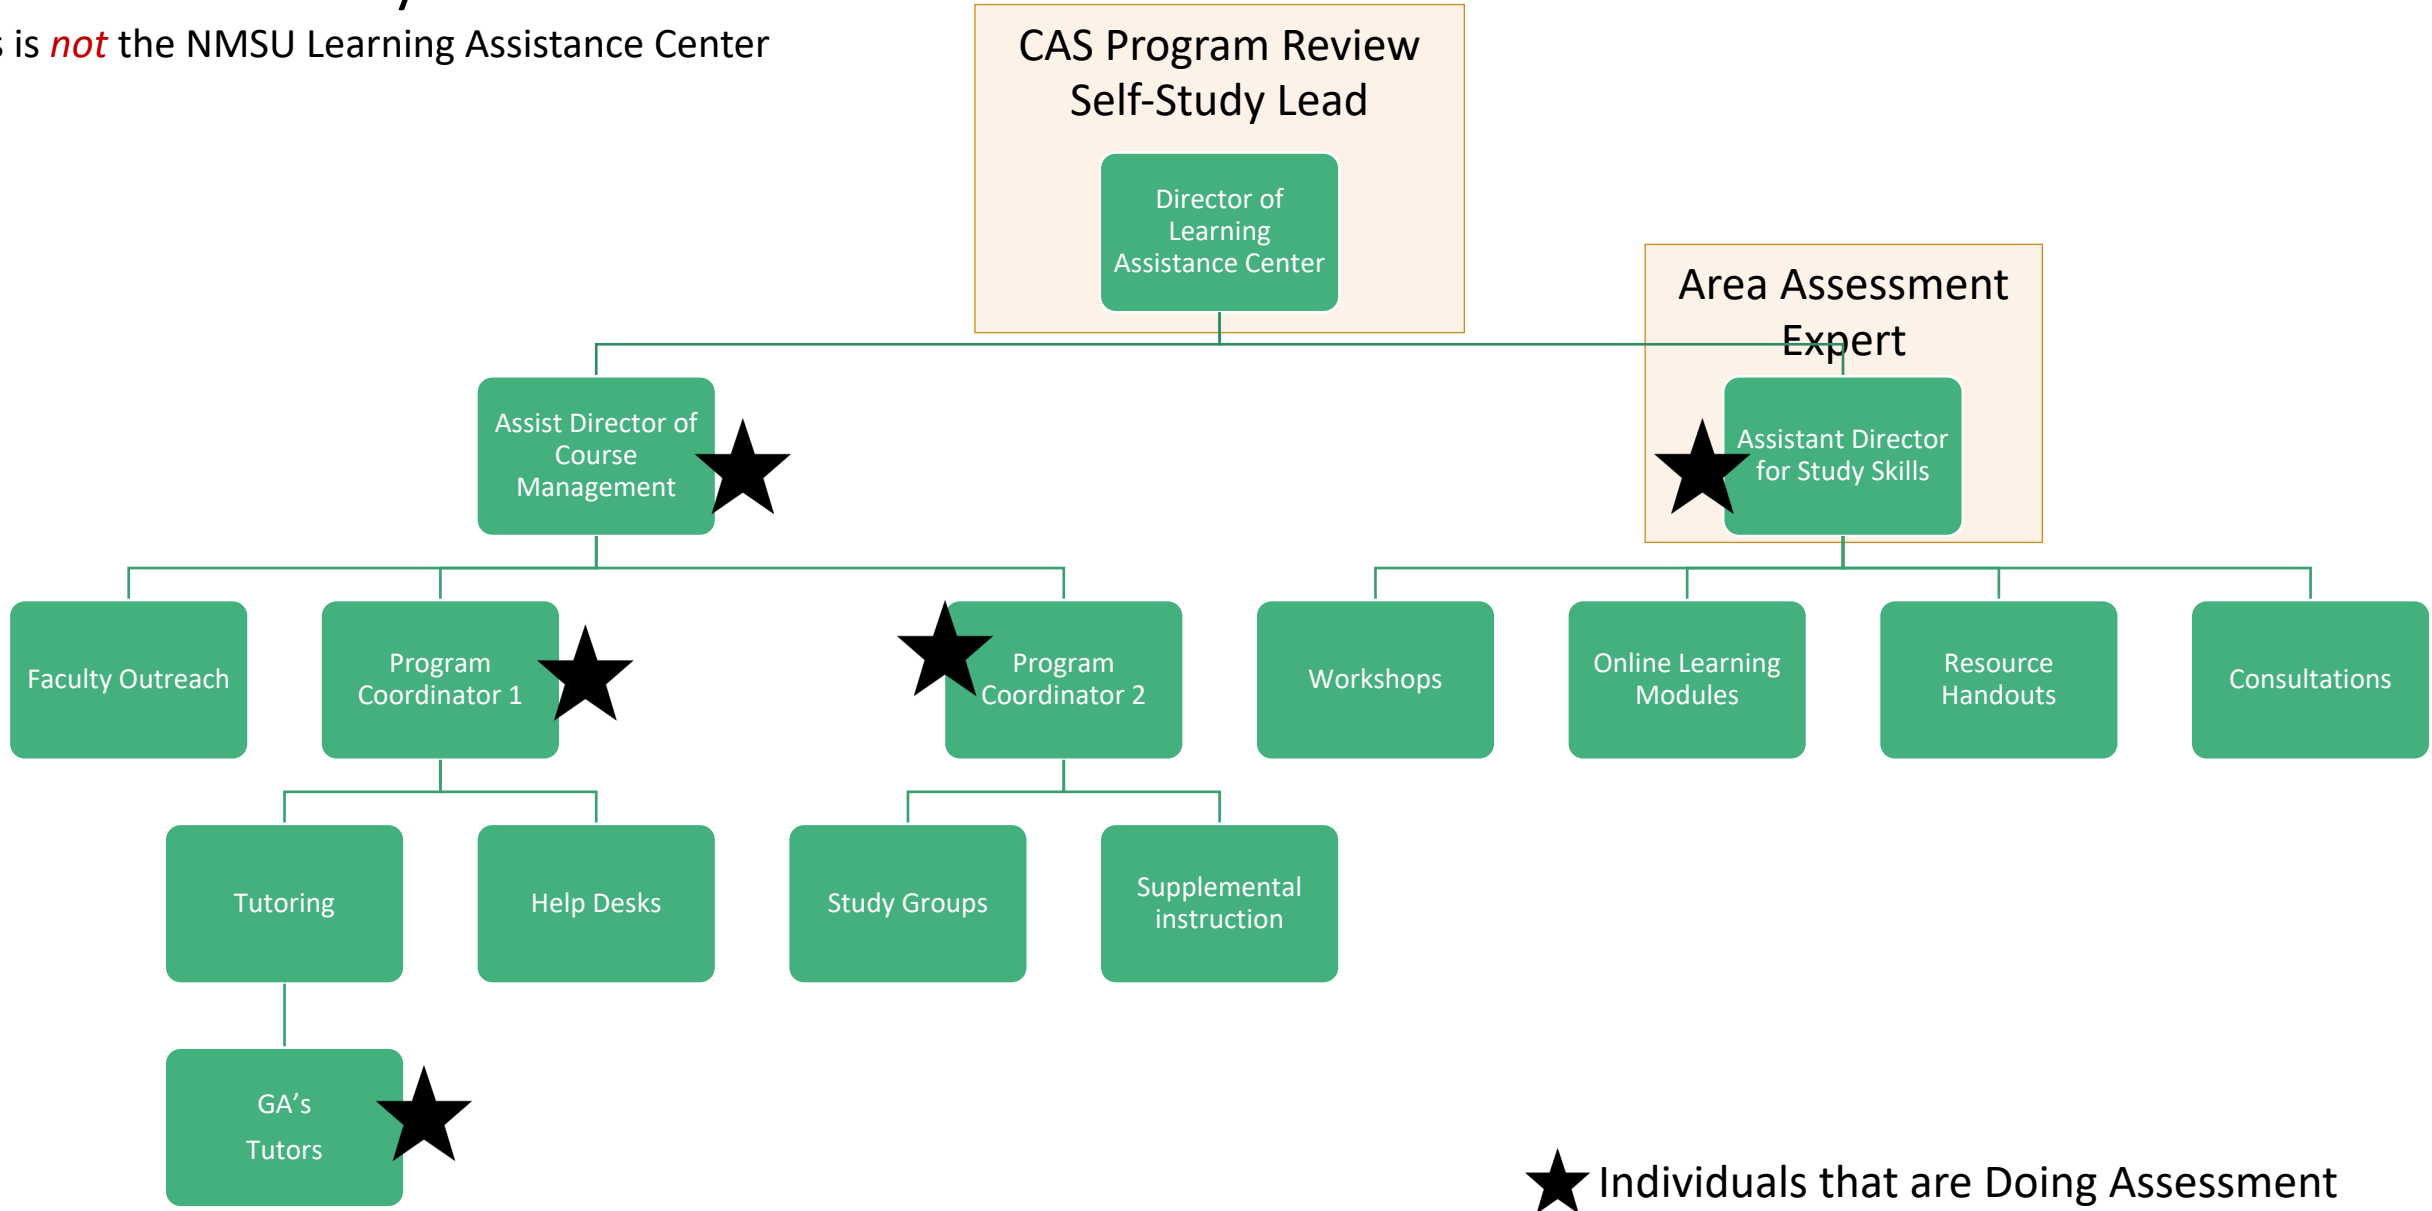 is not the NMSU Learning Assistance Center
CAS Program Review
Self-Study Lead
Director of
Learning
Assistance Center
Area Assessment
Expert
Assist Director of
Course
Management
Assistant Director
for Study Skills
Faculty Outreach
Program
Coordinator 1
Program
Coordinator 2
Workshops
Online Learning
Modules
Resource
Handouts
Consultations
Tutoring
Help Desks
Study Groups
Supplemental
instruction
GA’s
Tutors
Individuals that are Doing Assessment